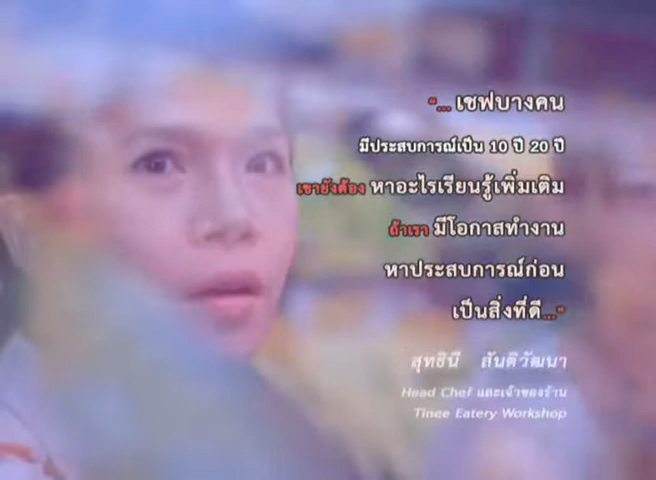 "... เชฟบางคน
มีประสบการณ์เป็น 10 ปี 20 ปี
เขายังต้อง หาอะไรเรียนรู้เพิ่มเติม
ถ้าเรา มีโอกาสทำงาน
หาประสบการณ์ก่อน
เป็นสิ่งที่ดี..."
สุทธินี สันติวัฒนา
Head Chef และเจ้าของร้าน
Tinee Eatery Workshop